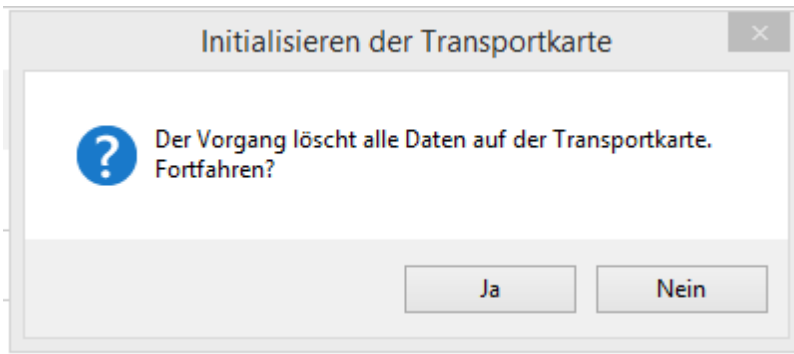 Initialisieren der Transportkarte
Der Vorgang löscht alle Daten auf der Transportkarte.
Fortfahren?
Ja
Nein